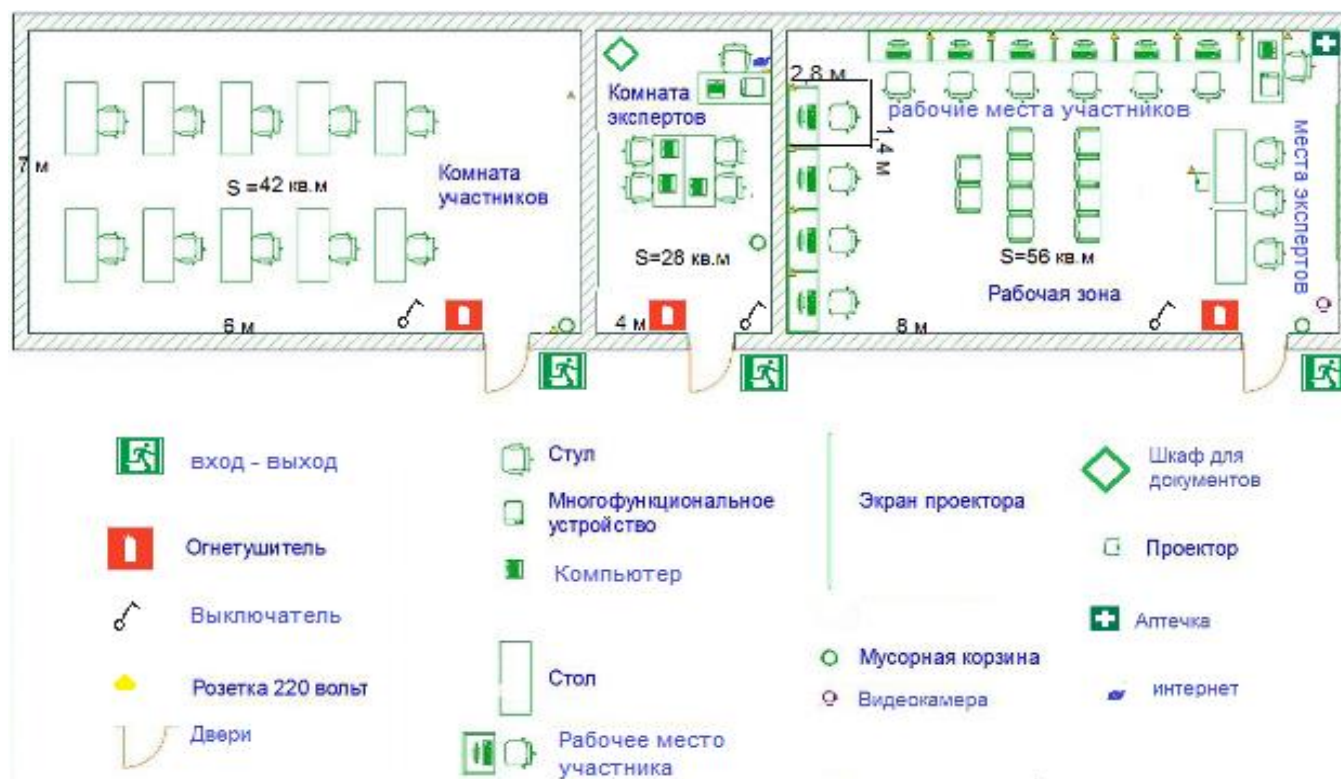 7 м
S =42 кв.м
Комната
участников
6 м
Комната
экспертов
S=28 кв.м
4 м
2,8 м
1,4 м
рабочие места участников
места экспертов
S=56 кв.м
Рабочая зона
8 м
вход - выход
Огнетушитель
Выключатель
Розетка 220 вольт
Двери
Стул
Многофункциональное
устройство
Компьютер
Стол
Рабочее место
участника
Экран проектора
Мусорная корзина
Видеокамера
Шкаф для
документов
Проектор
Аптечка
интернет